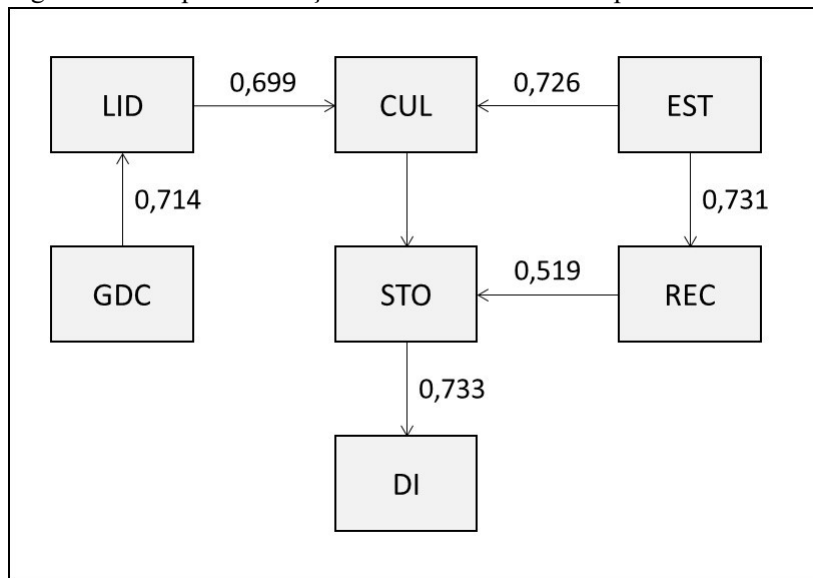 LID
0,699
CUL
0,726
EST
0,714
0,731
GDC
STO
0,519
REC
0,733
DI